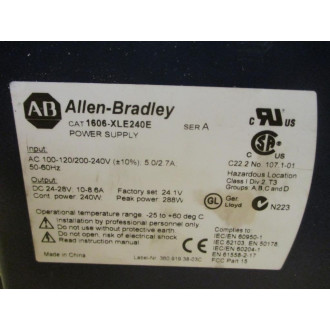 AB Allen-Bradley
CAT 1606-XLE240E SER A
POWER SUPPLY
Input:
AC 100-120/200-240V (±10%); 5.0/2.7A
50-60Hz
Output:
DC 24-28V, 10-8.6A Factory set: 24.1V
Cont. power: 240W Peak power: 288W
Operational temperature range -25 to +60 deg C
Installation by professional personnel only
Do not use without protective earth
Do not open, risk of electrical shock
Read instruction manual
Made in China
C22.2 No. 107.1-01
Hazardous Location
Class I Div 2, T3
Groups A,B,C and D
GL Ger Lloyd N223
Complies to:
IEC/EN 60950-1
IEC 62103, EN 50178
IEC/EN 60204-1
EN 61558-2-17
FCC Part 15